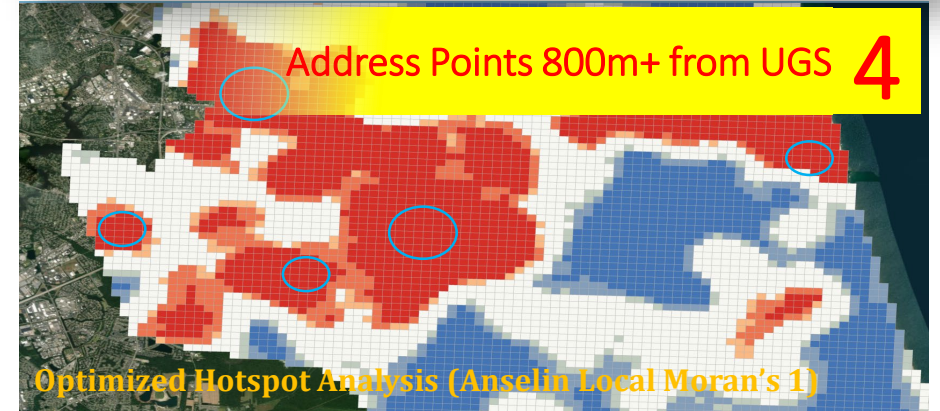 Address Points 800m+ from UGS 4
Optimized Hotspot Analysis (Anselin Local Moran's 1)